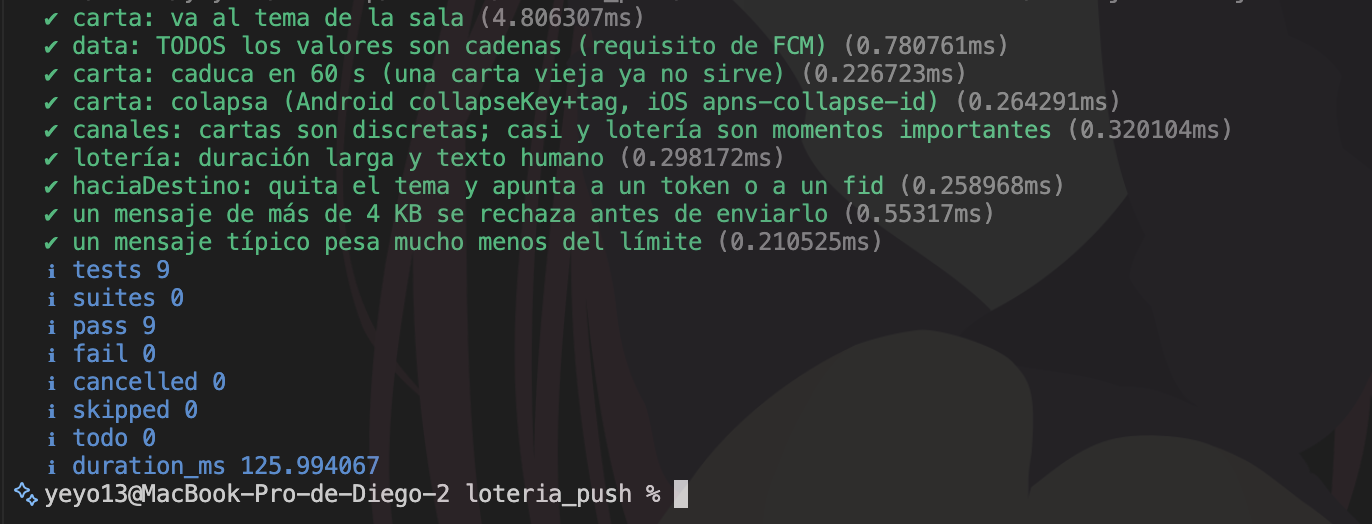 ✔ carta: va al tema de la sala (4.806307ms)
✔ data: TODOS los valores son cadenas (requisito de FCM) (0.780761ms)
✔ carta: caduca en 60 s (una carta vieja ya no sirve) (0.226723ms)
✔ carta: colapsa (Android collapseKey+tag, iOS apns-collapse-id) (0.264291ms)
✔ canales: cartas son discretas; casi y lotería son momentos importantes (0.320104ms)
✔ lotería: duración larga y texto humano (0.298172ms)
✔ haciaDestino: quita el tema y apunta a un token o a un fid (0.258968ms)
✔ un mensaje de más de 4 KB se rechaza antes de enviarlo (0.55317ms)
✔ un mensaje típico pesa mucho menos del límite (0.210525ms)
ℹ tests 9
ℹ suites 0
ℹ pass 9
ℹ fail 0
ℹ cancelled 0
ℹ skipped 0
ℹ todo 0
ℹ duration_ms 125.994067
yeyo13@MacBook-Pro-de-Diego-2 loteria_push %